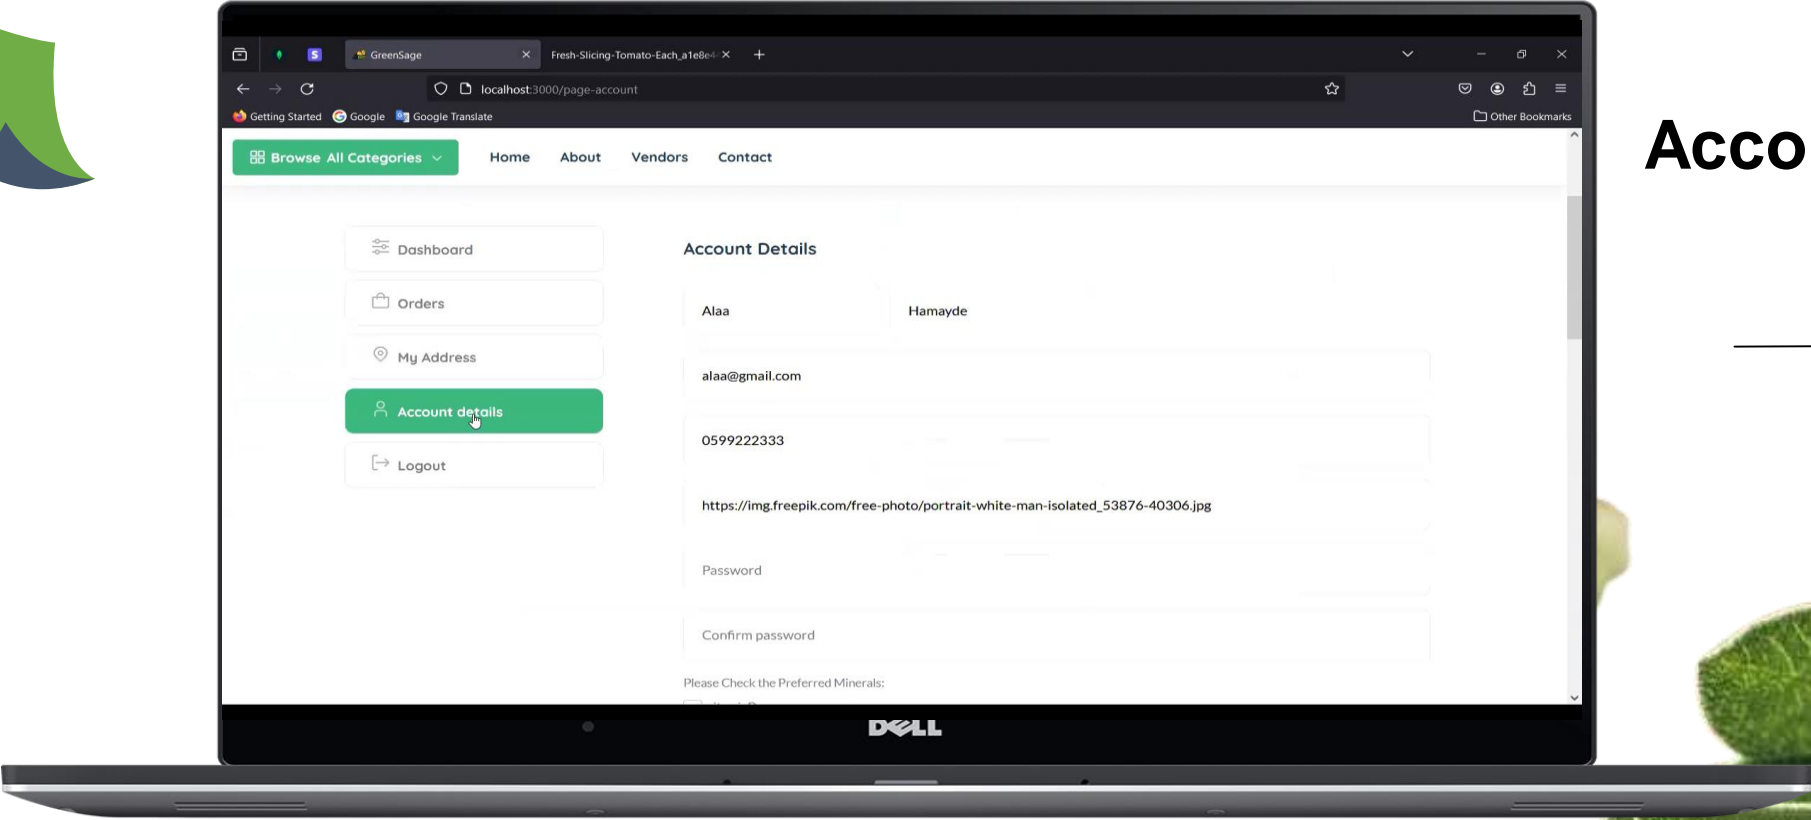 GreenSage
Fresh-Slicing-Tomato-Each_a1e8e4
localhost:3000/page-account
Getting Started Google Google Translate Other Bookmarks
Browse All Categories Home About Vendors Contact
Acco
Dashboard
Orders
My Address
Account details
Logout
Account Details
Alaa Hamayde
alaa@gmail.com
0599222333
https://img.freepik.com/free-photo/portrait-white-man-isolated_53876-40306.jpg
Password
Confirm password
Please Check the Preferred Minerals:
DELL